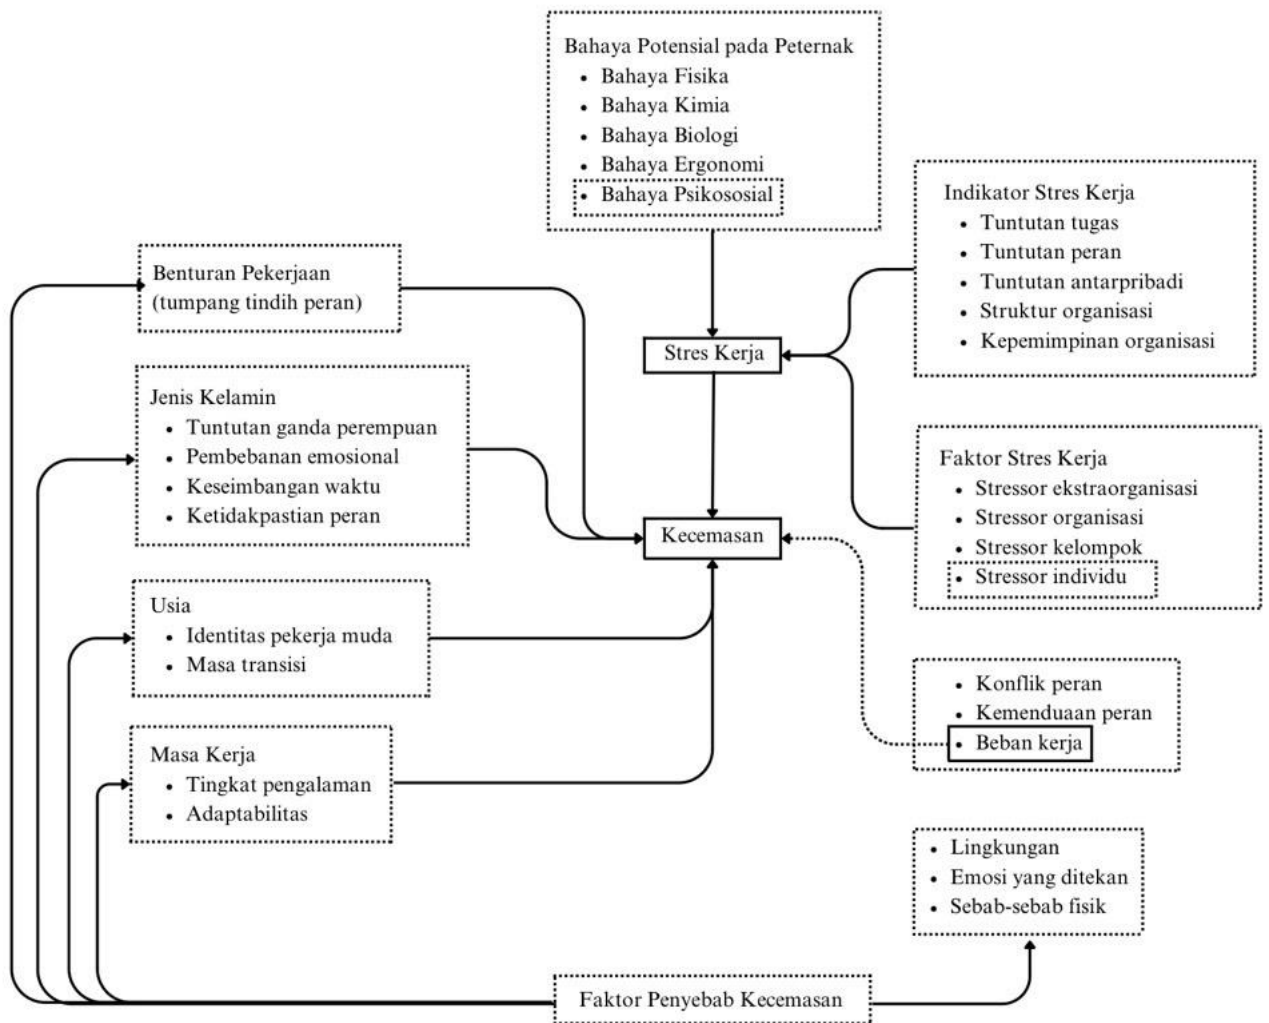 Bahaya Potensial pada Peternak
• Bahaya Fisika
• Bahaya Kimia
• Bahaya Biologi
• Bahaya Ergonomi
• Bahaya Psikososial
Indikator Stres Kerja
• Tuntutan tugas
• Tuntutan peran
• Tuntutan antarpribadi
• Struktur organisasi
• Kepemimpinan organisasi
Benturan Pekerjaan
(tumpang tindih peran)
Stres Kerja
Jenis Kelamin
• Tuntutan ganda perempuan
• Pembebanan emosional
• Keseimbangan waktu
• Ketidakpastian peran
Faktor Stres Kerja
• Stressor ekstraorganisasi
• Stressor organisasi
• Stressor kelompok
• Stressor individu
Kecemasan
Usia
• Identitas pekerja muda
• Masa transisi
• Konflik peran
• Kemenduaan peran
• Beban kerja
Masa Kerja
• Tingkat pengalaman
• Adaptabilitas
• Lingkungan
• Emosi yang ditekan
• Sebab-sebab fisik
Faktor Penyebab Kecemasan